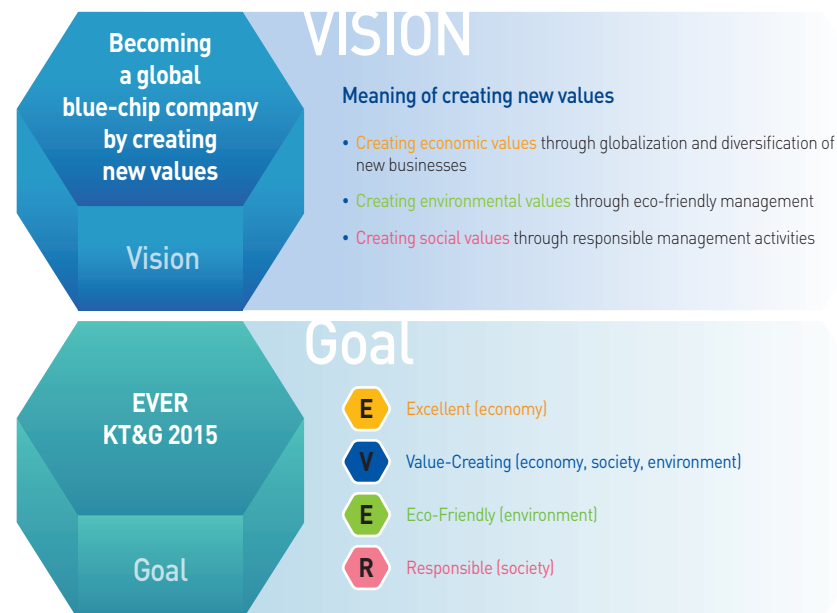 Becoming
a global
blue-chip company
by creating
new values
Vision
VISION
Meaning of creating new values
• Creating economic values through globalization and diversification of
new businesses
• Creating environmental values through eco-friendly management
• Creating social values through responsible management activities
EVER
KT&G 2015
Goal
Goal
E Excellent (economy)
V Value-Creating (economy, society, environment)
E Eco-Friendly (environment)
R Responsible (society)